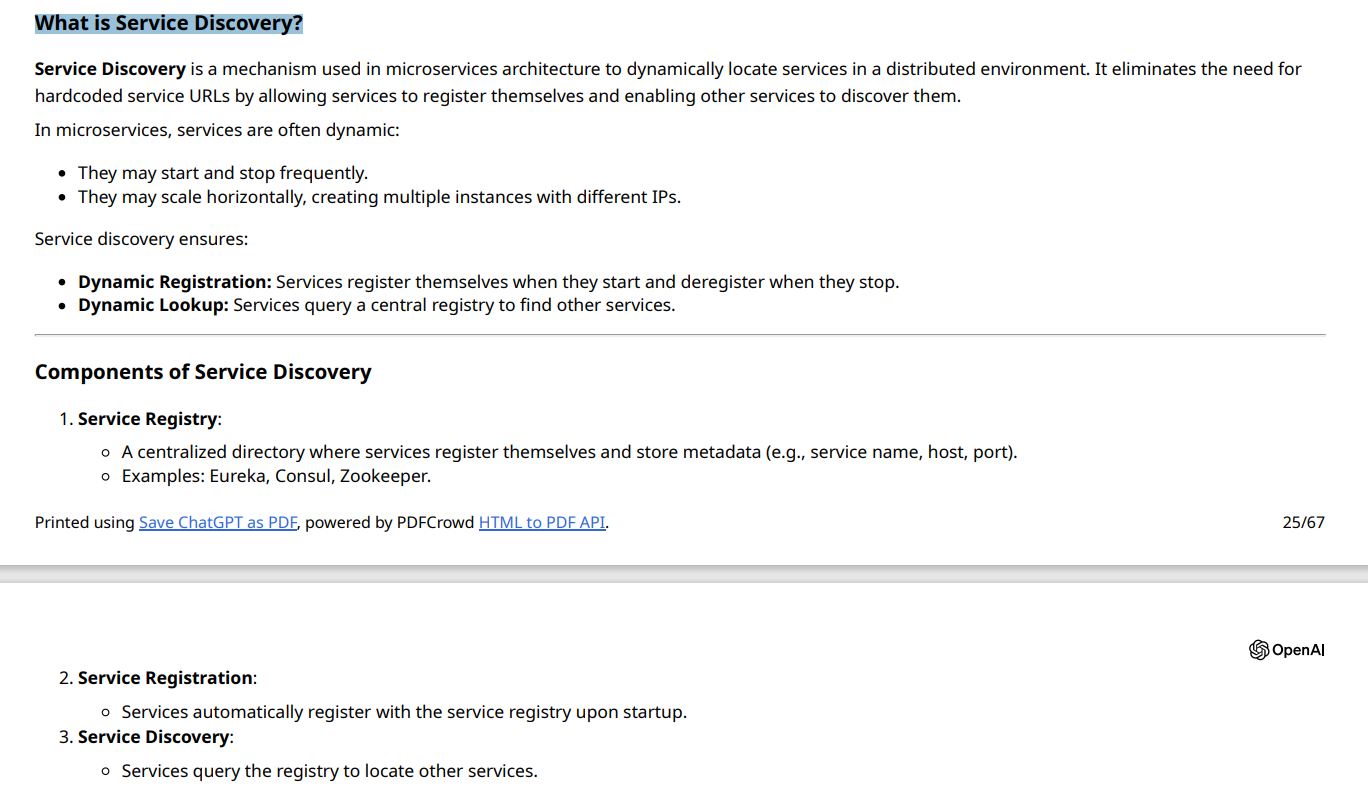 What is Service Discovery?
Service Discovery is a mechanism used in microservices architecture to dynamically locate services in a distributed environment. It eliminates the need for
hardcoded service URLs by allowing services to register themselves and enabling other services to discover them.
In microservices, services are often dynamic:
• They may start and stop frequently.
• They may scale horizontally, creating multiple instances with different IPs.
Service discovery ensures:
• Dynamic Registration: Services register themselves when they start and deregister when they stop.
• Dynamic Lookup: Services query a central registry to find other services.
Components of Service Discovery
1. Service Registry:
○ A centralized directory where services register themselves and store metadata (e.g., service name, host, port).
○ Examples: Eureka, Consul, Zookeeper.
Printed using Save ChatGPT as PDF, powered by PDFCrowd HTML to PDF API. 25/67
OpenAI
2. Service Registration:
○ Services automatically register with the service registry upon startup.
3. Service Discovery:
○ Services query the registry to locate other services.